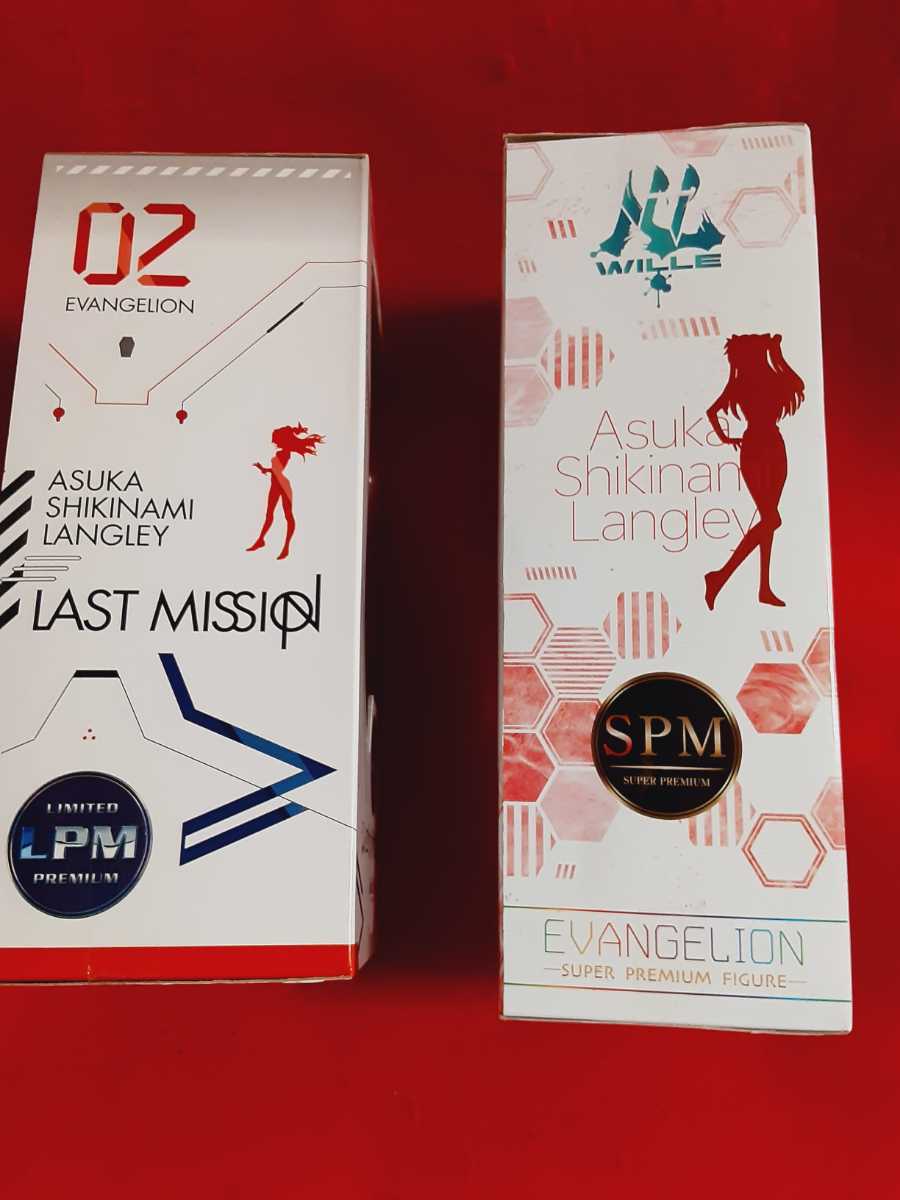 02
EVANGELION
ASUKA
SHIKINAMI
LANGLEY
LAST MISSION
LIMITED
LPM
PREMIUM
WILLE
Asuka
Shikinami
Langley
SPM
SUPER PREMIUM
EVANGELION
—SUPER PREMIUM FIGURE—